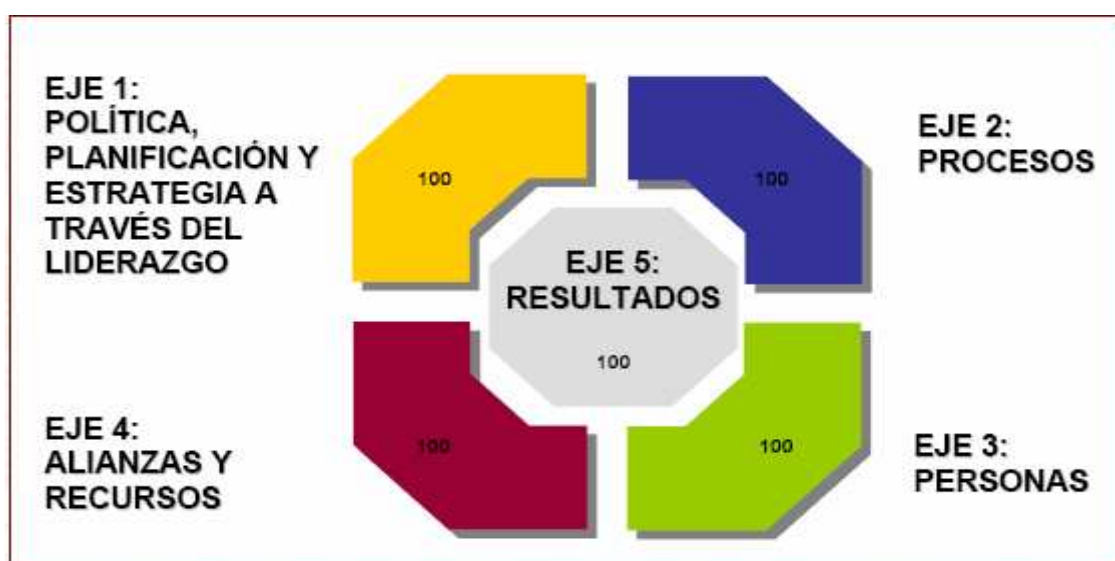 EJE 1:
POLÍTICA,
PLANIFICACIÓN Y
ESTRATEGIA A
TRAVÉS DEL
LIDERAZGO
100
100
EJE 2:
PROCESOS
EJE 5:
RESULTADOS
100
EJE 4:
ALIANZAS Y
RECURSOS
100
100
EJE 3:
PERSONAS